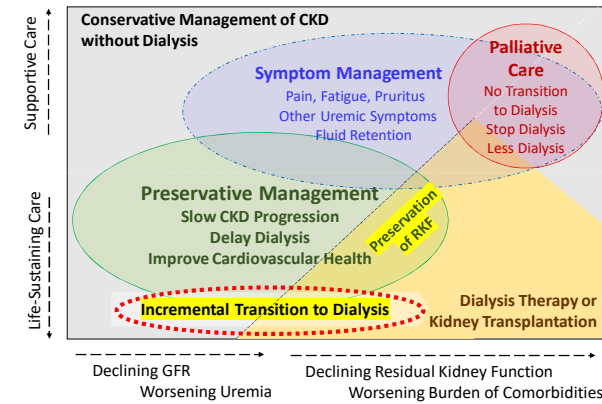 Conservative Management of CKD
without Dialysis
Palliative
Care
No Transition
to Dialysis
Stop Dialysis
Less Dialysis
Symptom Management
Pain, Fatigue, Pruritus
Other Uremic Symptoms
Fluid Retention
Preservative Management
Slow CKD Progression
Delay Dialysis
Improve Cardiovascular Health
Preservation
of RKF
Incremental Transition to Dialysis
Dialysis Therapy or
Kidney Transplantation
Supportive Care
Life-Sustaining Care
Declining GFR
Worsening Uremia
Declining Residual Kidney Function
Worsening Burden of Comorbidities